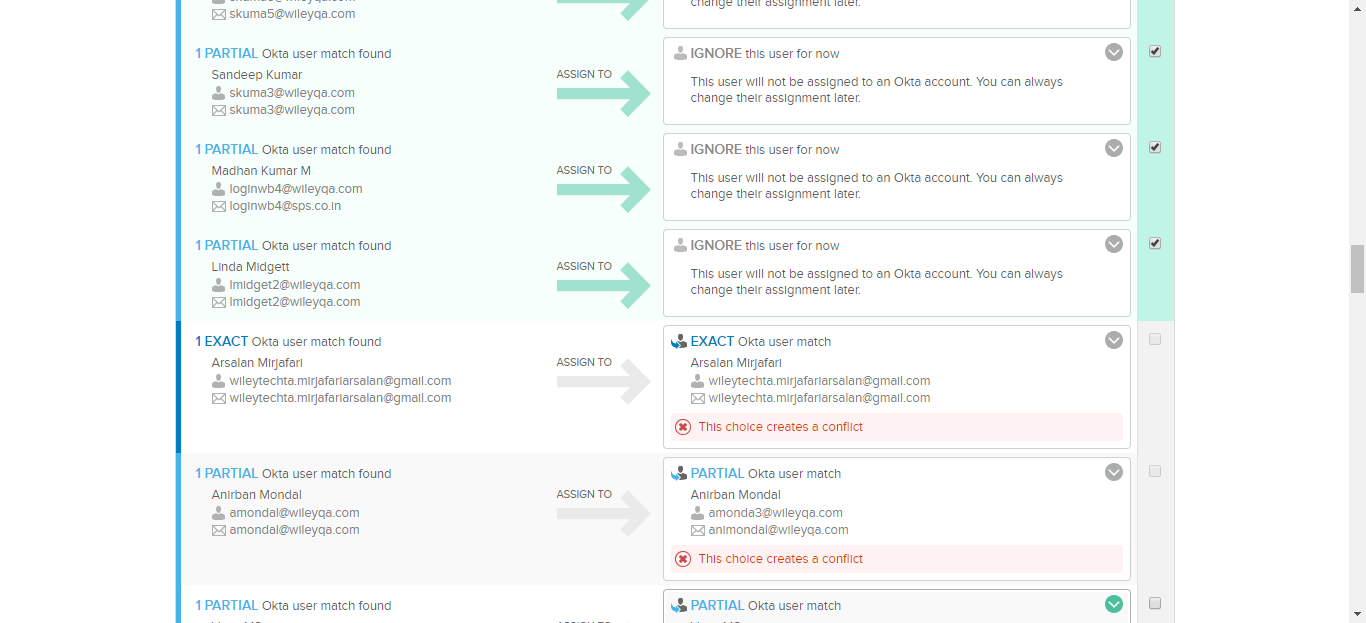 skuma5@wileyqa.com
change their assignment later.
1 PARTIAL Okta user match found
Sandeep Kumar
skuma3@wileyqa.com
skuma3@wileyqa.com
ASSIGN TO
IGNORE this user for now
This user will not be assigned to an Okta account. You can always
change their assignment later.
1 PARTIAL Okta user match found
Madhan Kumar M
loginwb4@wileyqa.com
loginwb4@sps.co.in
ASSIGN TO
IGNORE this user for now
This user will not be assigned to an Okta account. You can always
change their assignment later.
1 PARTIAL Okta user match found
Linda Midgett
lmidget2@wileyqa.com
lmidget2@wileyqa.com
ASSIGN TO
IGNORE this user for now
This user will not be assigned to an Okta account. You can always
change their assignment later.
1 EXACT Okta user match found
Arsalan Mirjafari
wileytechta.mirjafariarsalan@gmail.com
wileytechta.mirjafariarsalan@gmail.com
ASSIGN TO
EXACT Okta user match
Arsalan Mirjafari
wileytechta.mirjafariarsalan@gmail.com
wileytechta.mirjafariarsalan@gmail.com
This choice creates a conflict
1 PARTIAL Okta user match found
Anirban Mondal
amondal@wileyqa.com
amondal@wileyqa.com
ASSIGN TO
PARTIAL Okta user match
Anirban Mondal
amonda3@wileyqa.com
animondal@wileyqa.com
This choice creates a conflict
1 PARTIAL Okta user match found
PARTIAL Okta user match